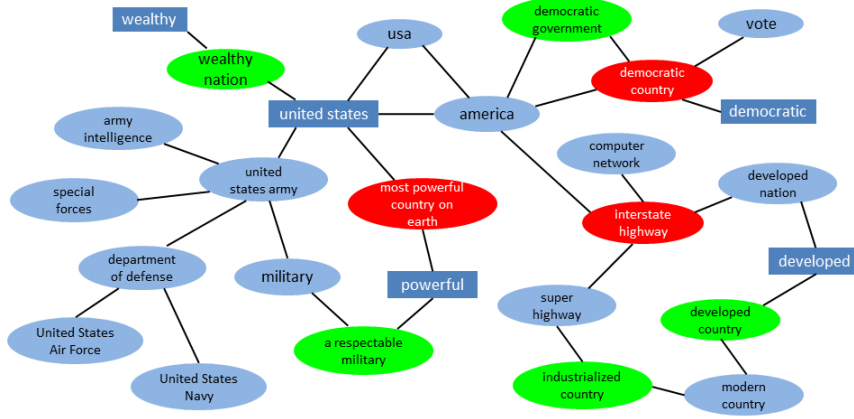 wealthy
usa
democratic
government
vote
wealthy
nation
democratic
country
united states
america
democratic
army
intelligence
computer
network
special
forces
united
states army
most powerful
country on
earth
developed
nation
interstate
highway
department
of defense
military
powerful
developed
super
highway
developed
country
United States
Air Force
a respectable
military
United States
Navy
industrialized
country
modern
country